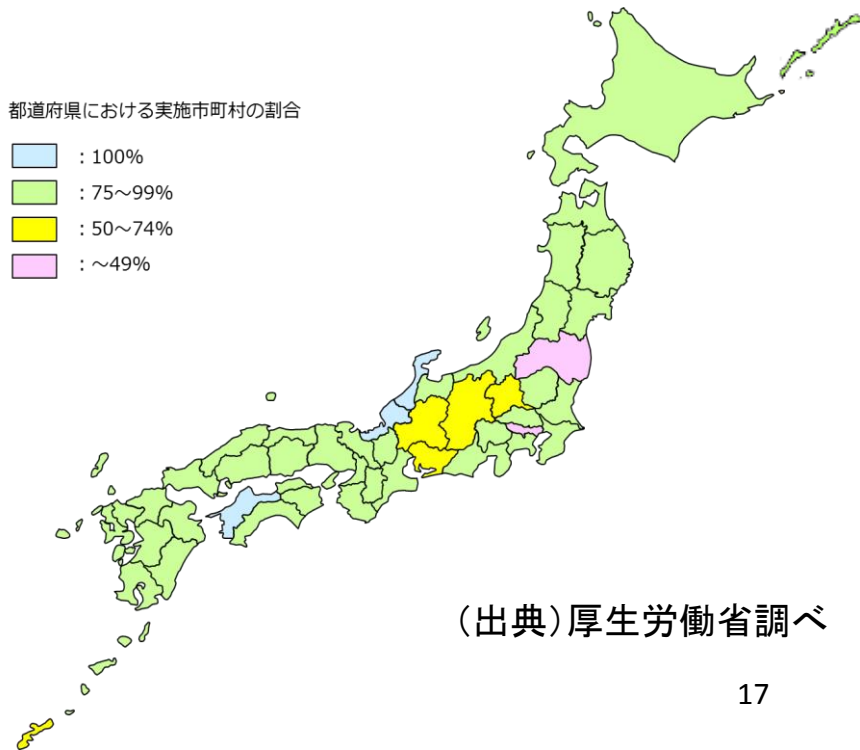 都道府県における実施市町村の割合
：100%
：75～99%
：50～74%
：～49%
（出典）厚生労働省調べ
17